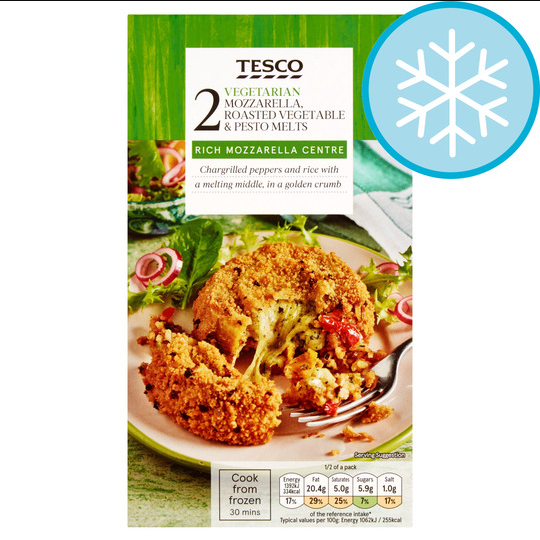 TESCO
2
VEGETARIAN
MOZZARELLA,
ROASTED VEGETABLE
& PESTO MELTS
RICH MOZZARELLA CENTRE
Chargrilled peppers and rice with
a melting middle, in a golden crumb
Serving Suggestion
Cook
from
frozen
30 mins
1/2 of a pack
Energy 1392kJ 334kcal 17%
Fat 20.4g 29%
Saturates 5.0g 25%
Sugars 5.9g 7%
Salt 1.0g 17%
of the reference intake*
Typical values per 100g: Energy 1062kJ / 255kcal